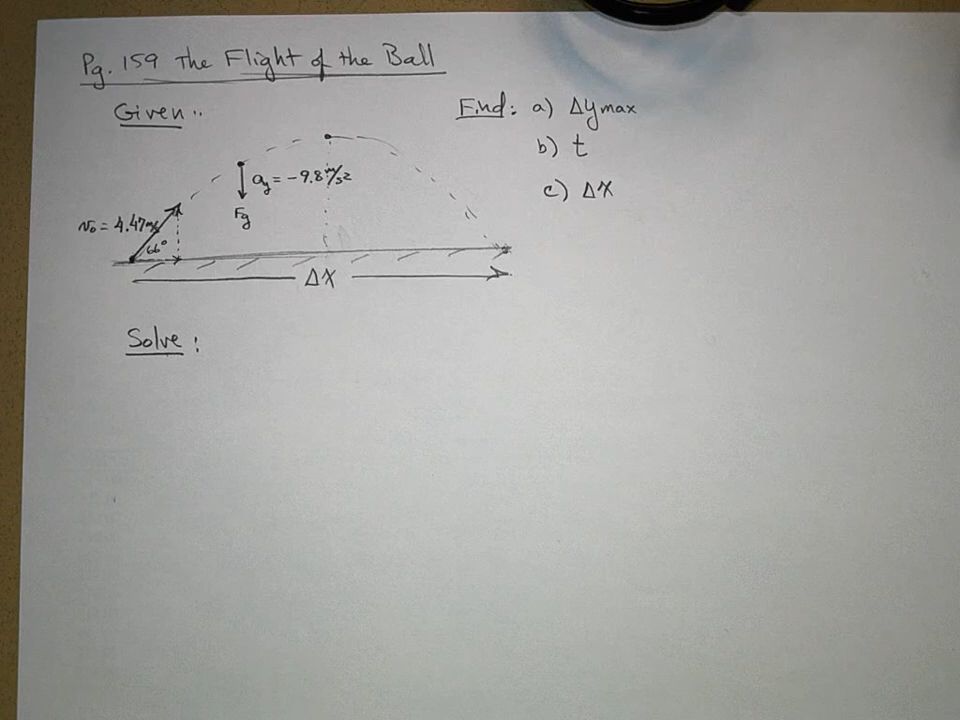 Pg. 159 The Flight of the Ball
Given:
Find: a) Δymax
b) t
c) Δx
ay = -9.8 m/s2
Fg
v0 = 4.47 m/s
66°
Δx
Solve: